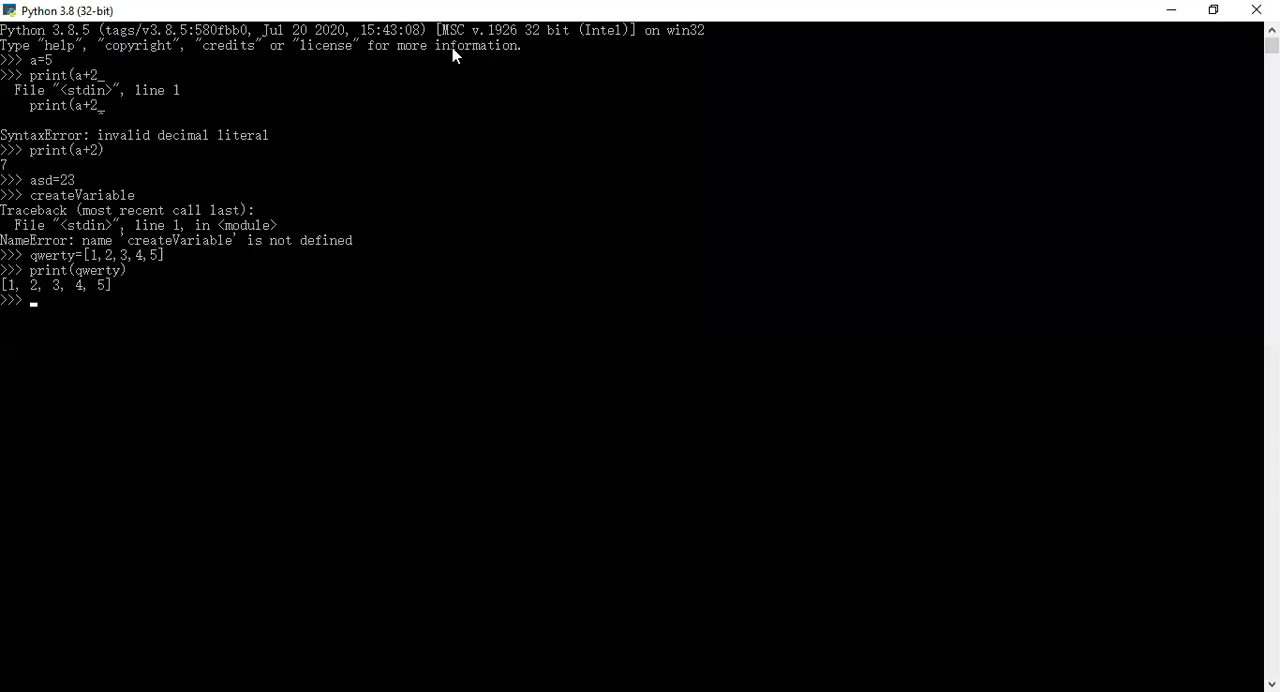 Python 3.8 (32-bit)
Python 3.8.5 (tags/v3.8.5:580fbb0, Jul 20 2020, 15:43:08) [MSC v.1926 32 bit (Intel)] on win32
Type "help", "copyright", "credits" or "license" for more information.
>>> a=5
>>> print(a+2_
  File "<stdin>", line 1
    print(a+2_
             ^
SyntaxError: invalid decimal literal
>>> print(a+2)
7
>>> asd=23
>>> createVariable
Traceback (most recent call last):
  File "<stdin>", line 1, in <module>
NameError: name 'createVariable' is not defined
>>> qwerty=[1,2,3,4,5]
>>> print(qwerty)
[1, 2, 3, 4, 5]
>>>